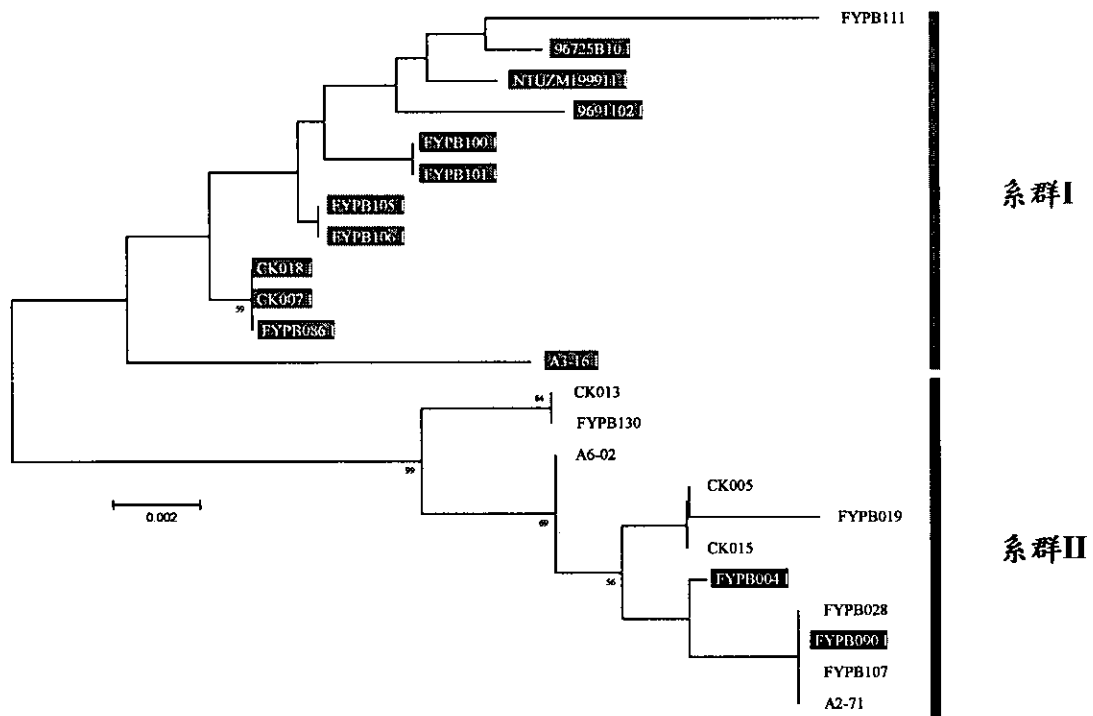 FYPB111
96725B10
NTUZM199911
9691102
FYPB100
FYPB101
FYPB105
FYPB106
系群I
CK018
CK007
59
FYPB086
A3-16
64
CK013
FYPB130
99
A6-02
CK005
0.002
69
FYPB019
CK015
系群II
56
FYPB004
FYPB028
FYPB090
FYPB107
A2-71